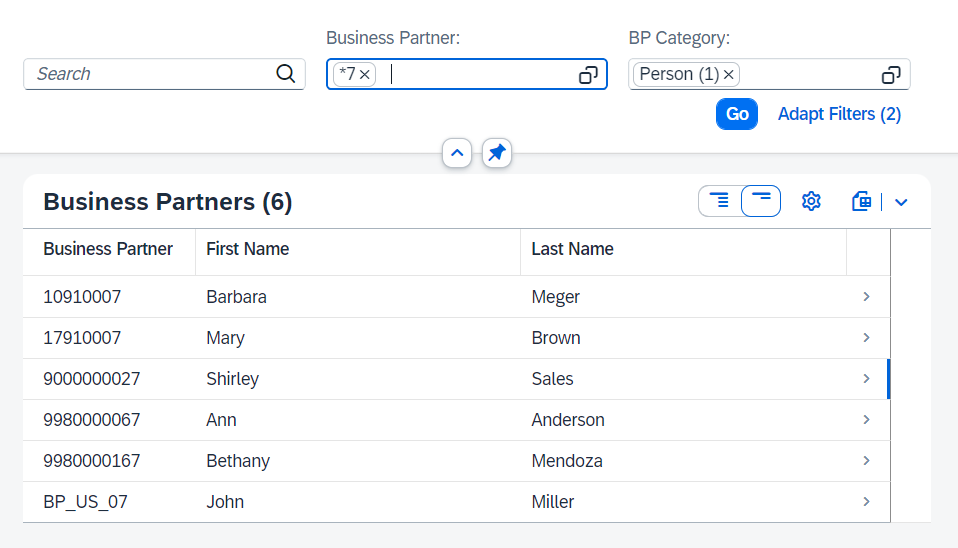 Business Partner: BP Category:
Search *7 Person (1)
Go Adapt Filters (2)
Business Partners (6)
Business Partner First Name Last Name
10910007 Barbara Meger
17910007 Mary Brown
9000000027 Shirley Sales
9980000067 Ann Anderson
9980000167 Bethany Mendoza
BP_US_07 John Miller